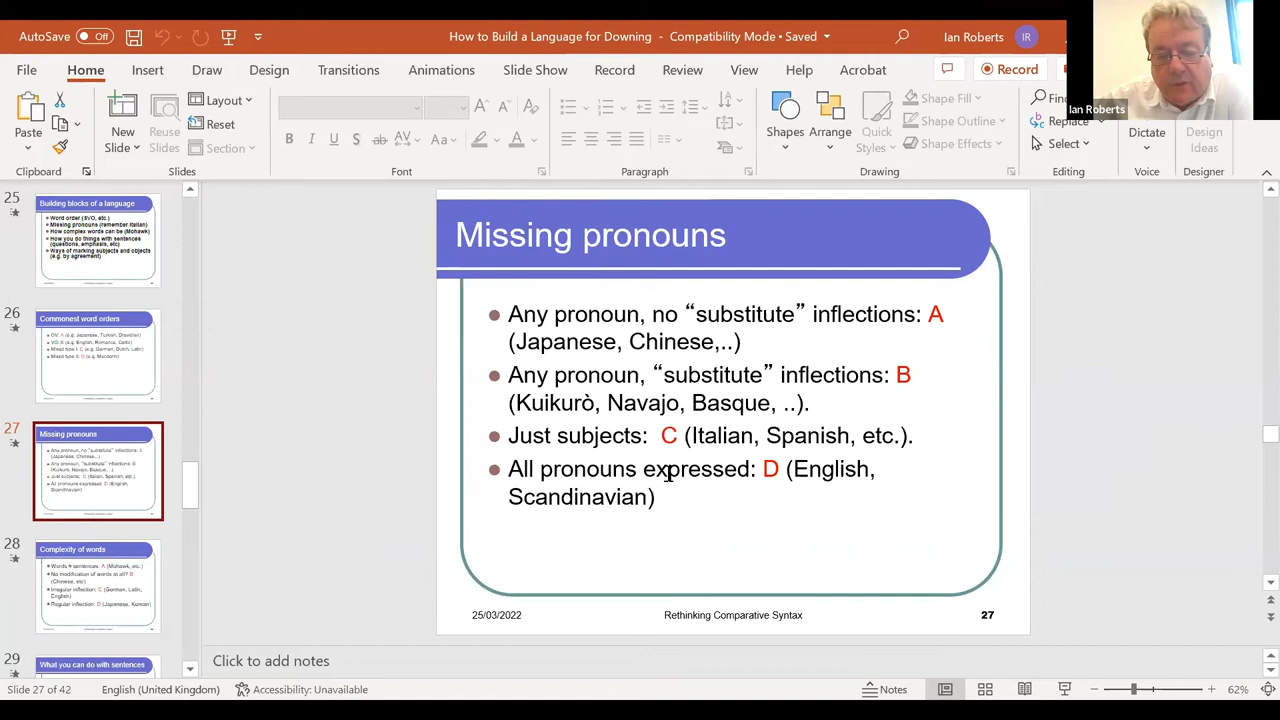 AutoSave Off
How to Build a Language for Downing - Compatibility Mode • Saved
Ian Roberts IR
File Home Insert Draw Design Transitions Animations Slide Show Record Review View Help Acrobat
Record
Ian Roberts
Paste
New Slide
Reuse Slides
Layout
Reset
Section
B I U S ab AV Aa A
Shapes
Arrange
Quick Styles
Shape Fill
Shape Outline
Shape Effects
Replace
Select
Dictate
Design Ideas
Clipboard Slides Font Paragraph Drawing Editing Voice Designer
25
Building blocks of a language
Word order (SVO, etc.)
Missing pronouns (remember Italian)
How complex words can be (Mohawk)
How you do things with sentences
(questions, emphasis, etc)
Ways of marking subjects and objects
(e.g. by agreement)
26
Commonest word orders
OV: A (e.g. Japanese, Turkish, Dravidian)
VO: B (e.g. English, Romance, Celtic)
Mixed type I: C (e.g. German, Dutch, Latin)
Mixed type II: D (e.g. Mandarin)
27
Missing pronouns
Any pronoun, no “substitute” inflections: A
(Japanese, Chinese,..)
Any pronoun, “substitute” inflections: B
(Kuikurò, Navajo, Basque, ..).
Just subjects: C (Italian, Spanish, etc.).
All pronouns expressed: D (English,
Scandinavian)
28
Complexity of words
Words = sentences: A (Mohawk, etc.)
No modification of words at all? B
(Chinese, etc)
Irregular inflection: C (German, Latin,
English)
Regular inflection: D (Japanese, Korean)
29
What you can do with sentences
Missing pronouns
Any pronoun, no “substitute” inflections: A
(Japanese, Chinese,..)
Any pronoun, “substitute” inflections: B
(Kuikurò, Navajo, Basque, ..).
Just subjects: C (Italian, Spanish, etc.).
All pronouns expressed: D (English,
Scandinavian)
25/03/2022 Rethinking Comparative Syntax 27
Click to add notes
Slide 27 of 42 English (United Kingdom) Accessibility: Unavailable Notes 62%